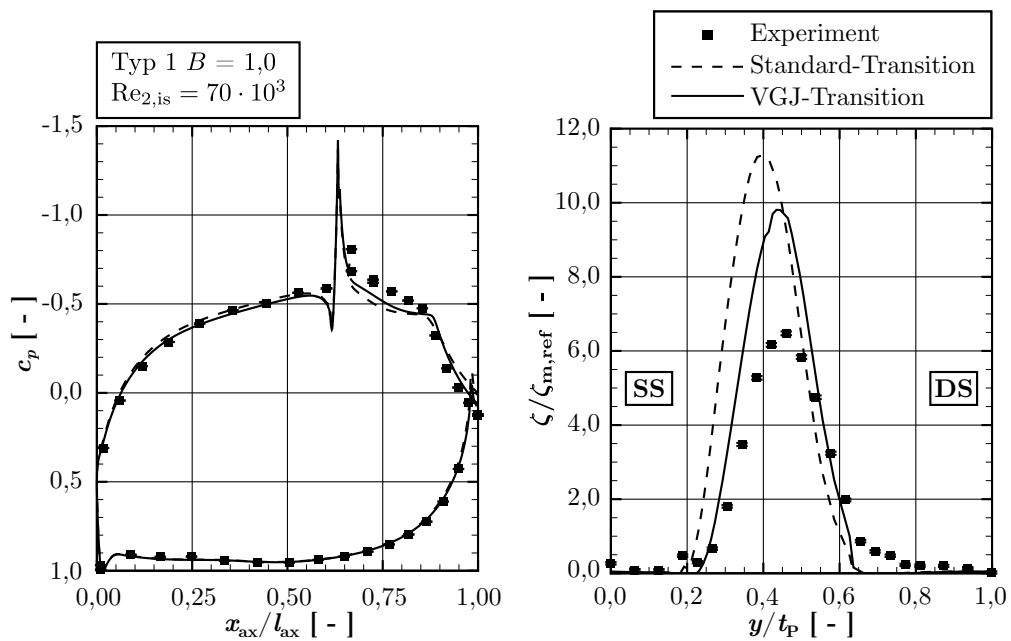 Typ 1 B = 1,0
Re2,is = 70 · 10³
Experiment
Standard-Transition
VGJ-Transition
-1,5
-1,0
-0,5
0,0
0,5
1,0
cp [ - ]
0,00
0,25
0,50
0,75
1,00
xax/lax [ - ]
12,0
10,0
8,0
6,0
4,0
2,0
0,0
ζ/ζm,ref [ - ]
SS
DS
0,0
0,2
0,4
0,6
0,8
1,0
y/tP [ - ]